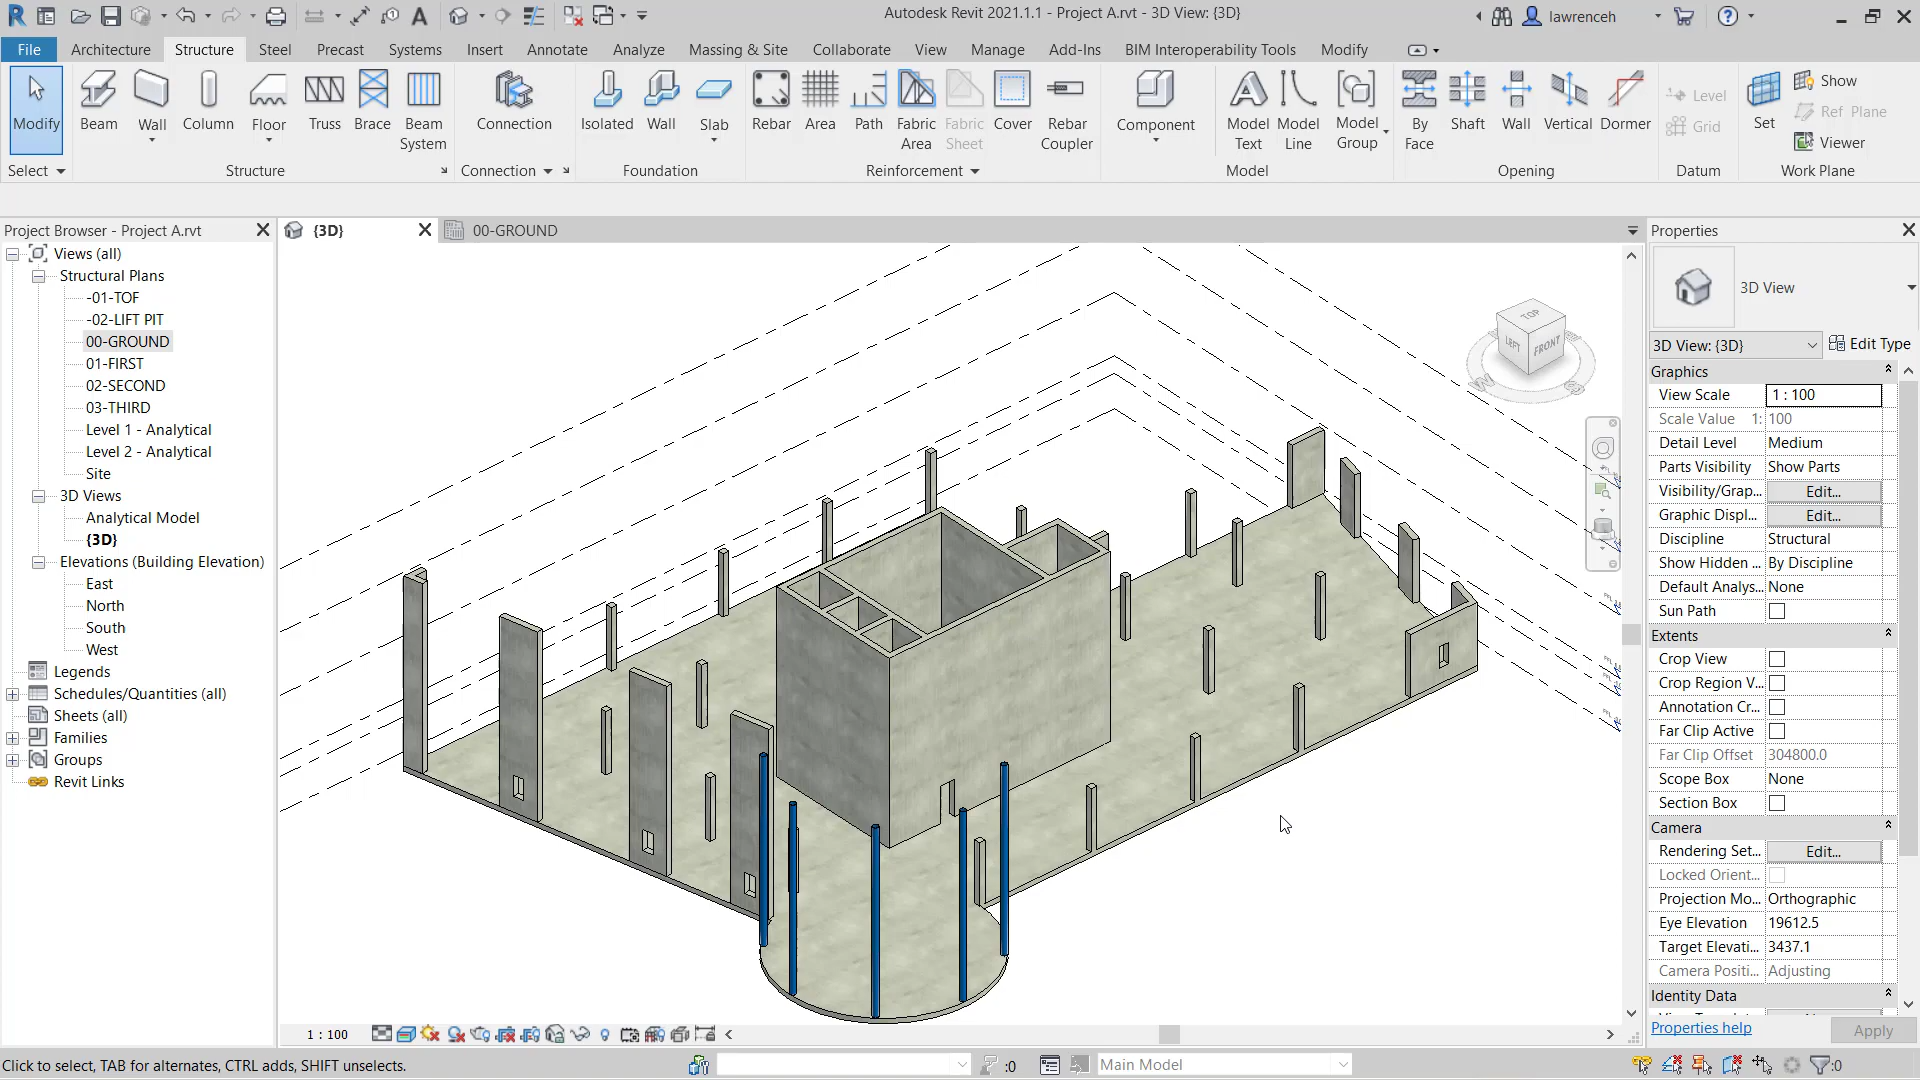 Autodesk Revit 2021.1.1 - Project A.rvt - 3D View: {3D}
lawrenceh
File Architecture Structure Steel Precast Systems Insert Annotate Analyze Massing & Site Collaborate View Manage Add-Ins BIM Interoperability Tools Modify
Modify Beam Wall Column Floor Truss Brace Beam System Connection Isolated Wall Slab Rebar Area Path Fabric Area Fabric Sheet Cover Rebar Coupler Component Model Text Model Line Model Group By Face Shaft Wall Vertical Dormer Level Grid Set Show Ref Plane Viewer
Select Structure Connection Foundation Reinforcement Model Opening Datum Work Plane
Project Browser - Project A.rvt
Views (all)
Structural Plans
-01-TOF
-02-LIFT PIT
00-GROUND
01-FIRST
02-SECOND
03-THIRD
Level 1 - Analytical
Level 2 - Analytical
Site
3D Views
Analytical Model
{3D}
Elevations (Building Elevation)
East
North
South
West
Legends
Schedules/Quantities (all)
Sheets (all)
Families
Groups
Revit Links
{3D}
00-GROUND
TOP
LEFT
FRONT
W
S
1 : 100
Properties
3D View
3D View: {3D} Edit Type
Graphics
View Scale 1 : 100
Scale Value 1: 100
Detail Level Medium
Parts Visibility Show Parts
Visibility/Grap... Edit...
Graphic Displ... Edit...
Discipline Structural
Show Hidden ... By Discipline
Default Analys... None
Sun Path
Extents
Crop View
Crop Region V...
Annotation Cr...
Far Clip Active
Far Clip Offset 304800.0
Scope Box None
Section Box
Camera
Rendering Set... Edit...
Locked Orient...
Projection Mo... Orthographic
Eye Elevation 19612.5
Target Elevati... 3437.1
Camera Positi... Adjusting
Identity Data
Properties help Apply
Click to select, TAB for alternates, CTRL adds, SHIFT unselects.
:0
Main Model
:0